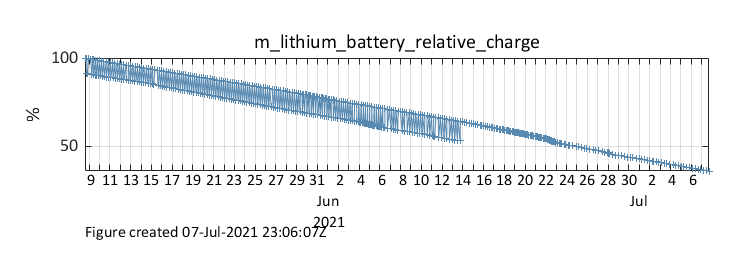 m_lithium_battery_relative_charge
100
50
%
9 11 13 15 17 19 21 23 25 27 29 31 2 4 6 8 10 12 14 16 18 20 22 24 26 28 30 2 4 6
Jun Jul
2021
Figure created 07-Jul-2021 23:06:07Z